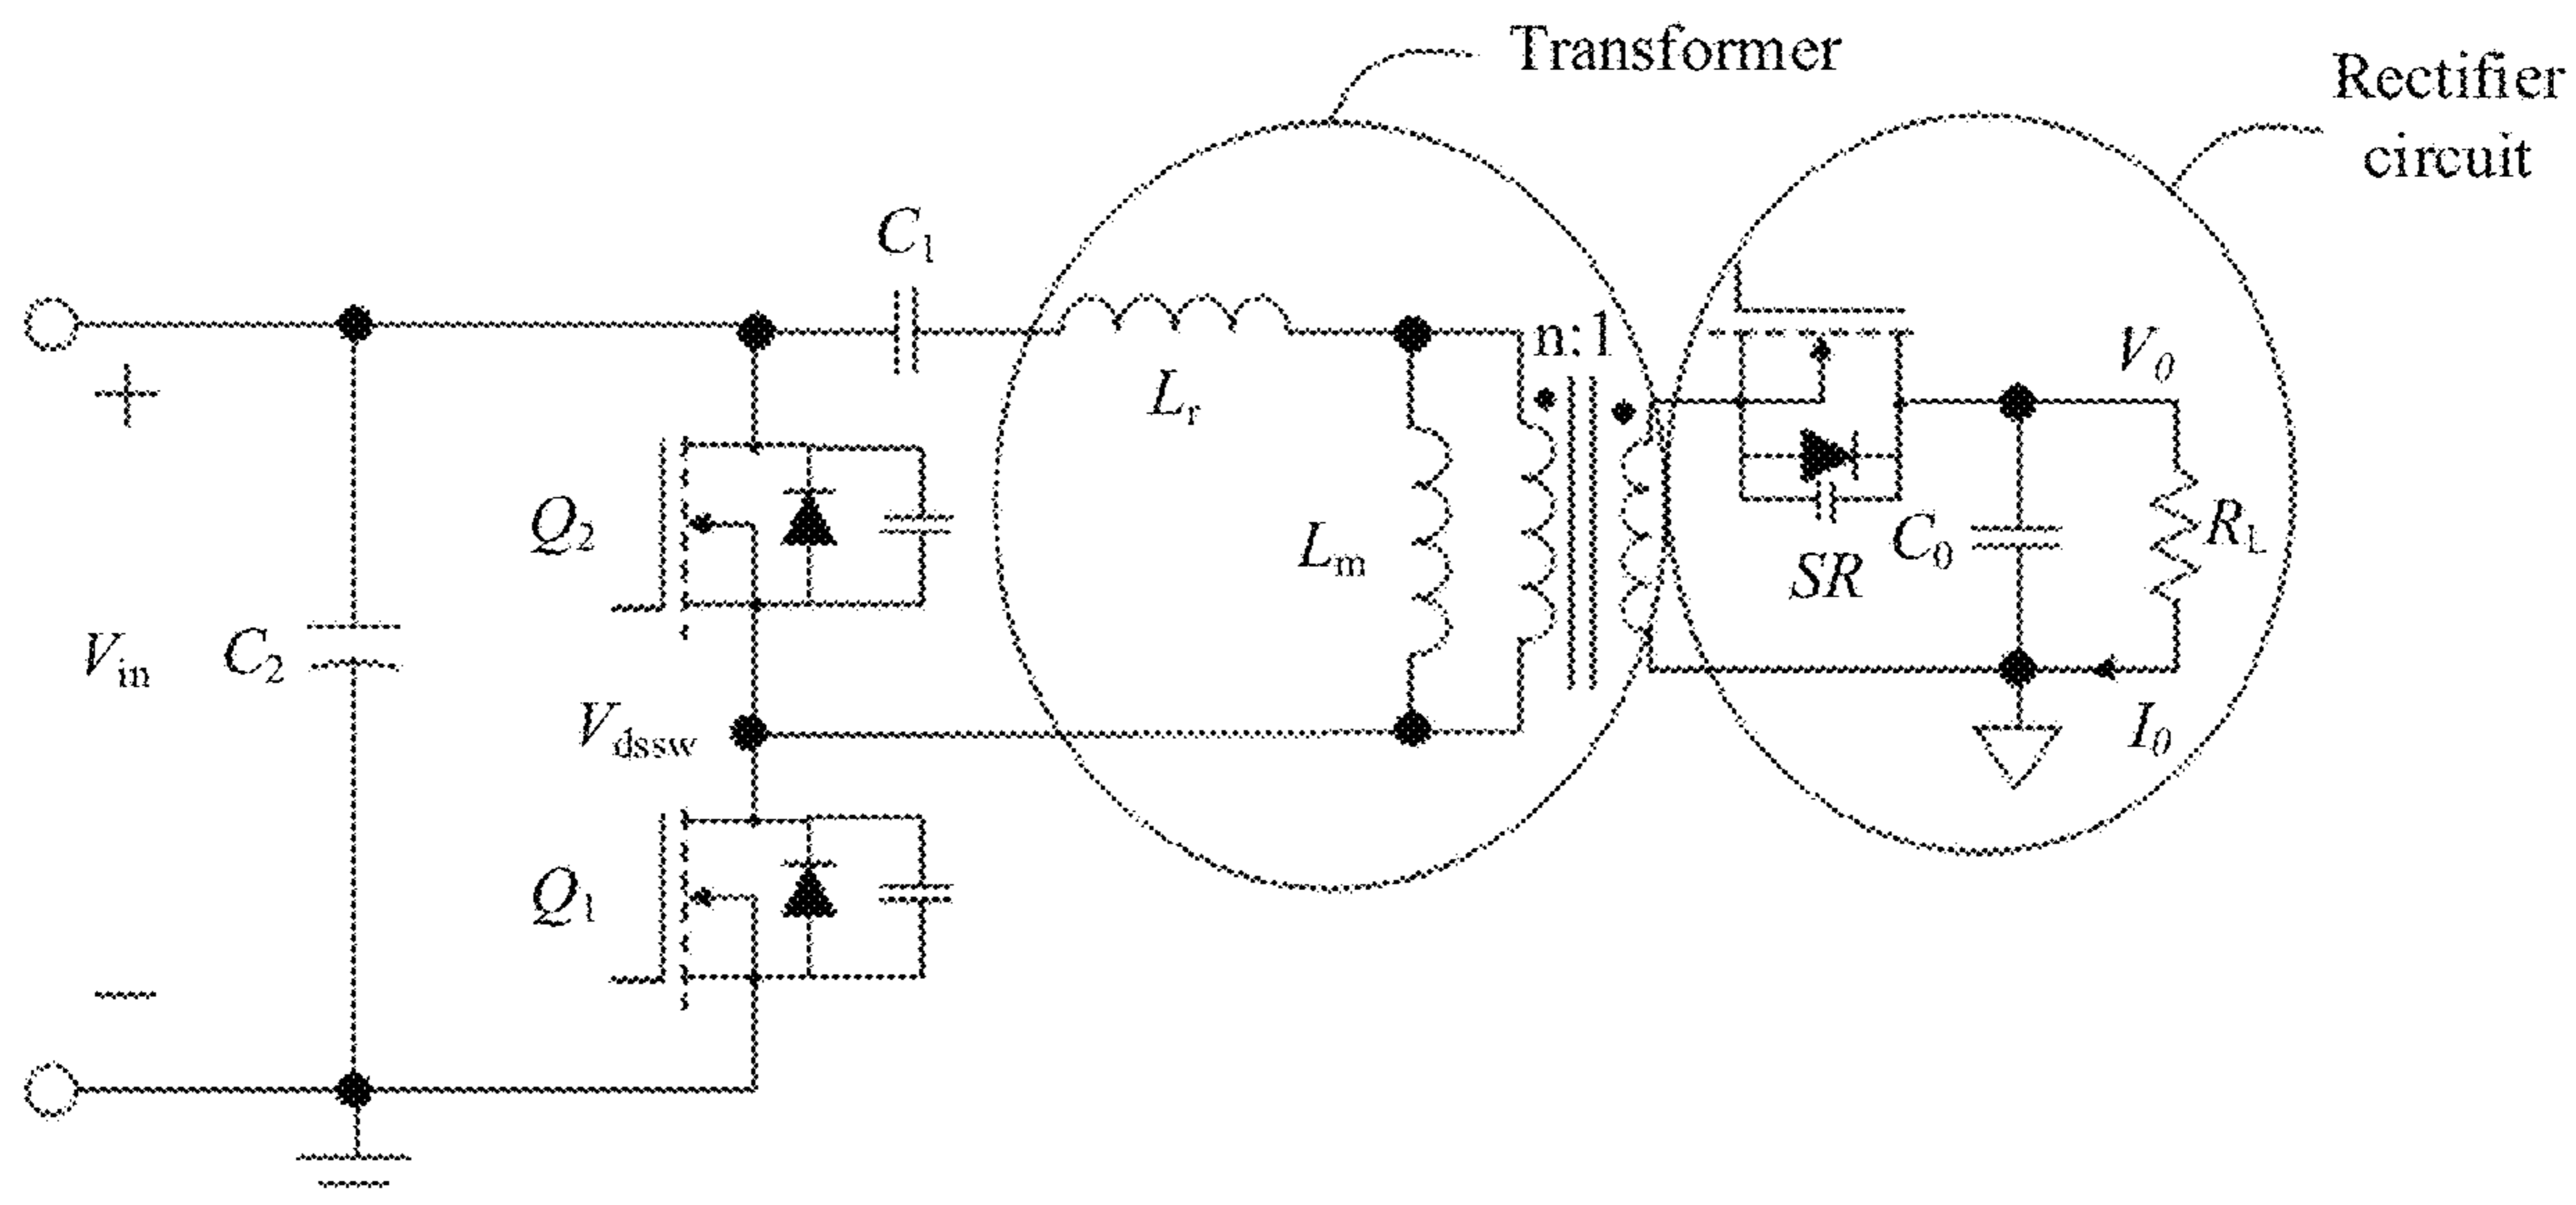 Transformer
Rectifier
circuit
C1
n:1
V0
Lr
Q2
Lm
C0
RL
SR
Vin
C2
Vdssw
I0
Q1
+
−